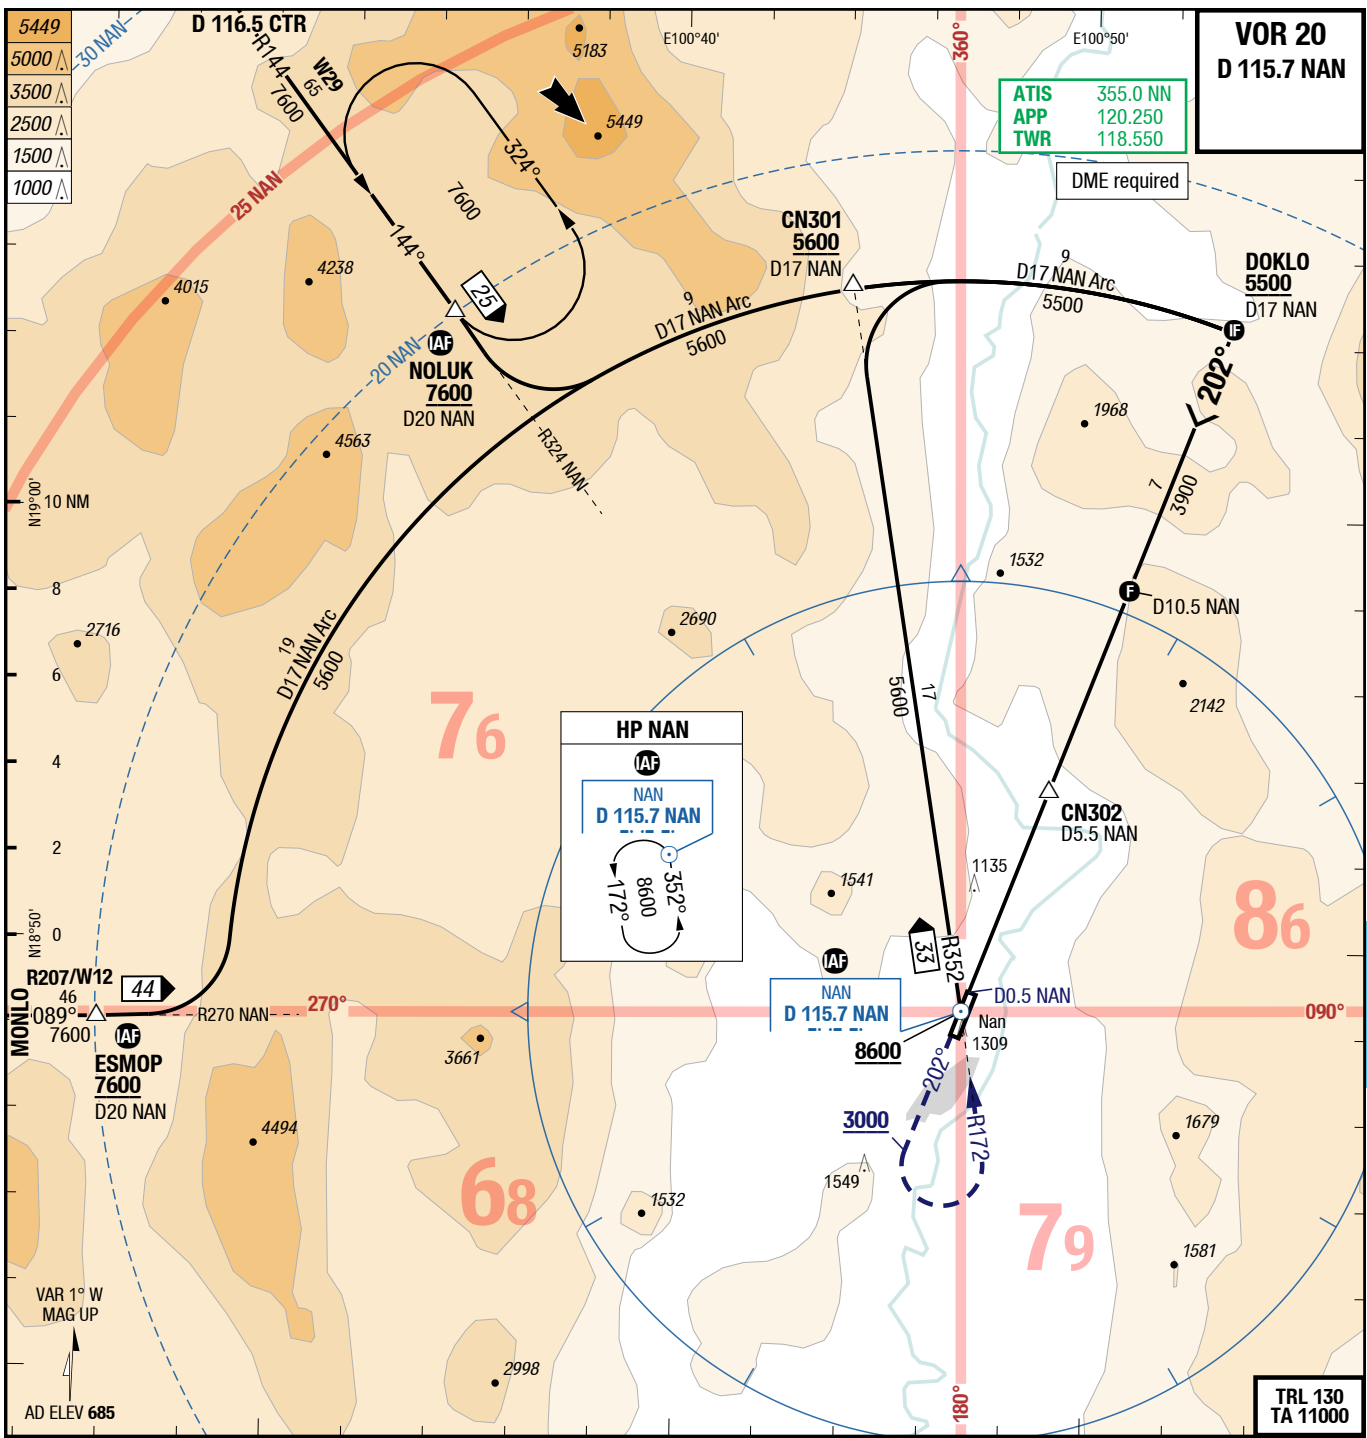 VOR 20
D 115.7 NAN
5449
5000
3500
2500
1500
1000
30 NAN
D 116.5 CTR
R144
7600
W29
65
5183
5449
E100°40'
360°
E100°50'
ATIS 355.0 NN
APP 120.250
TWR 118.550
DME required
25 NAN
324°
7600
144°
4238
4015
25
20 NAN
IAF
NOLUK
7600
D20 NAN
R324 NAN
4563
CN301
5600
D17 NAN
9
D17 NAN Arc
5600
9
D17 NAN Arc
5500
DOKLO
5500
D17 NAN
IF
202°
1968
7
3900
N19°00'
10 NM
8
6
4
2
0
N18°50'
2716
19
D17 NAN Arc
5600
2690
1532
F
D10.5 NAN
2142
76
5600
17
HP NAN
IAF
NAN
D 115.7 NAN
172°
8600
352°
CN302
D5.5 NAN
1541
1135
86
33
R352
R207/W12
46
089°
7600
MONLO
44
IAF
ESMOP
7600
D20 NAN
R270 NAN
270°
IAF
NAN
D 115.7 NAN
8600
D0.5 NAN
Nan
1309
090°
3661
202°
3000
R172
4494
1679
1549
68
1532
79
1581
VAR 1° W
MAG UP
2998
180°
AD ELEV 685
TRL 130
TA 11000